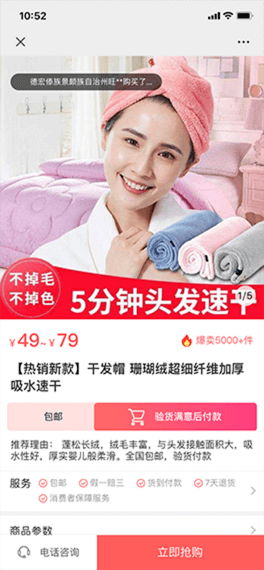 10:52
德宏傣族景颇族自治州旺**购买了...
不掉毛
不掉色
5分钟头发速干
1/5
¥49~¥79
爆卖5000+件
【热销新款】干发帽 珊瑚绒超细纤维加厚
吸水速干
包邮
验货满意后付款
推荐理由: 蓬松长绒,绒毛丰富,与头发接触面积大,吸
水性好,厚实婴儿般柔滑。全国包邮,验货付款
服务 包邮 假一赔三 货到付款 7天退货
消费者保障服务
商品参数
电话咨询
立即抢购